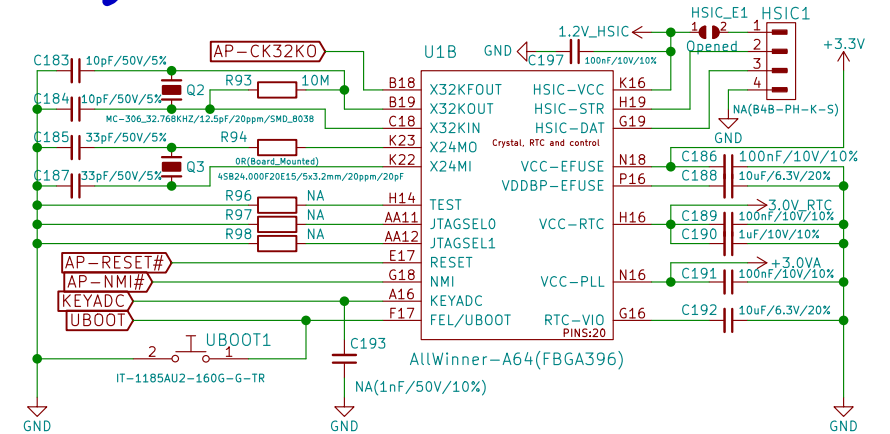 HSIC_E1
HSIC1
1.2V_HSIC
1
2
1
Opened
2
3
4
+3.3V
AP-CK32KO
U1B
GND
C197
100nF/10V/10%
C183
10pF/50V/5%
Q2
R93
10M
B18
X32KFOUT
HSIC-VCC
K16
C184
10pF/50V/5%
B19
X32KOUT
HSIC-STR
H19
NA(B4B-PH-K-S)
MC-306_32.768KHZ/12.5pF/20ppm/SMD_8038
C18
X32KIN
HSIC-DAT
G19
GND
C185
33pF/50V/5%
R94
K23
X24MO
Crystal, RTC and control
Q3
0R(Board_Mounted)
K22
X24MI
VCC-EFUSE
N18
C186
100nF/10V/10%
C187
33pF/50V/5%
4SB24.000F20E15/5x3.2mm/20ppm/20pF
VDDBP-EFUSE
P16
C188
10uF/6.3V/20%
R96
NA
H14
TEST
3.0V_RTC
R97
NA
AA11
JTAGSEL0
VCC-RTC
H16
C189
100nF/10V/10%
R98
NA
AA12
JTAGSEL1
C190
1uF/10V/10%
AP-RESET#
E17
RESET
+3.0VA
AP-NMI#
G18
NMI
VCC-PLL
N16
C191
100nF/10V/10%
KEYADC
A16
KEYADC
UBOOT
F17
FEL/UBOOT
RTC-VIO
G16
C192
10uF/6.3V/20%
PINS:20
2
1
UBOOT1
C193
AllWinner-A64(FBGA396)
IT-1185AU2-160G-G-TR
NA(1nF/50V/10%)
GND
GND
GND